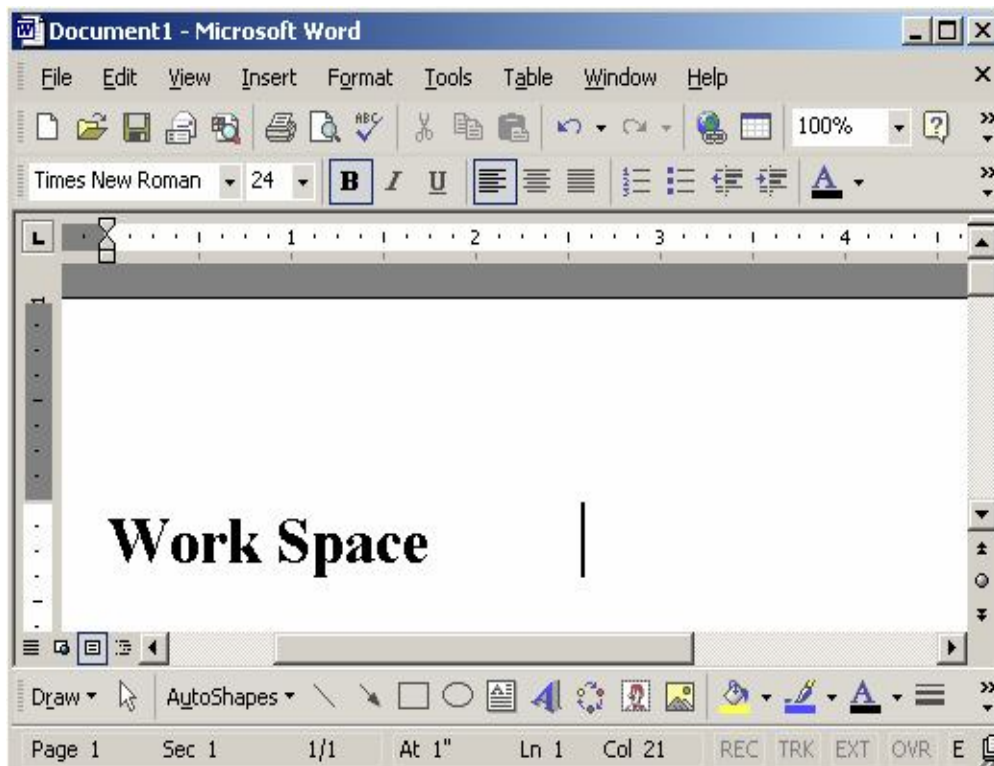 Document1 - Microsoft Word
File Edit View Insert Format Tools Table Window Help
ABC 100%
Times New Roman 24 B I U A
L 1 2 3 4
1
Work Space
Draw AutoShapes A A
Page 1 Sec 1 1/1 At 1" Ln 1 Col 21 REC TRK EXT OVR E